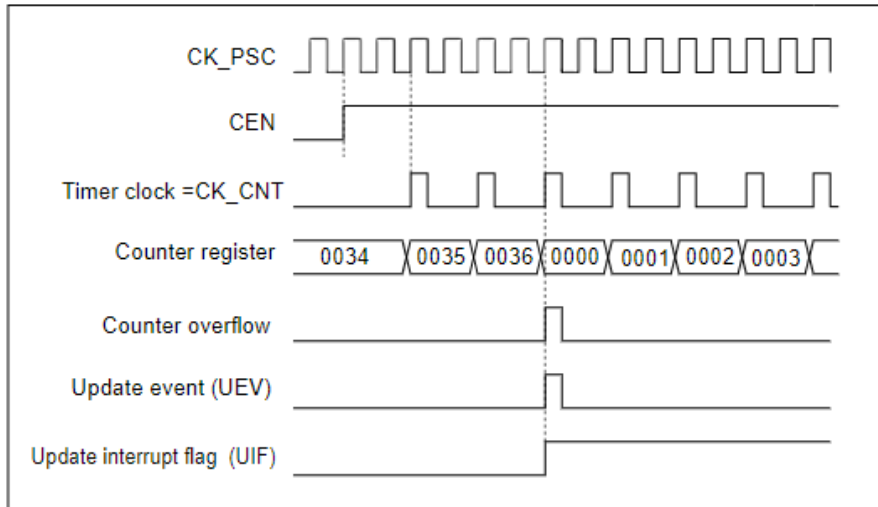 CK_PSC
CEN
Timer clock =CK_CNT
Counter register 0034 0035 0036 0000 0001 0002 0003
Counter overflow
Update event (UEV)
Update interrupt flag (UIF)